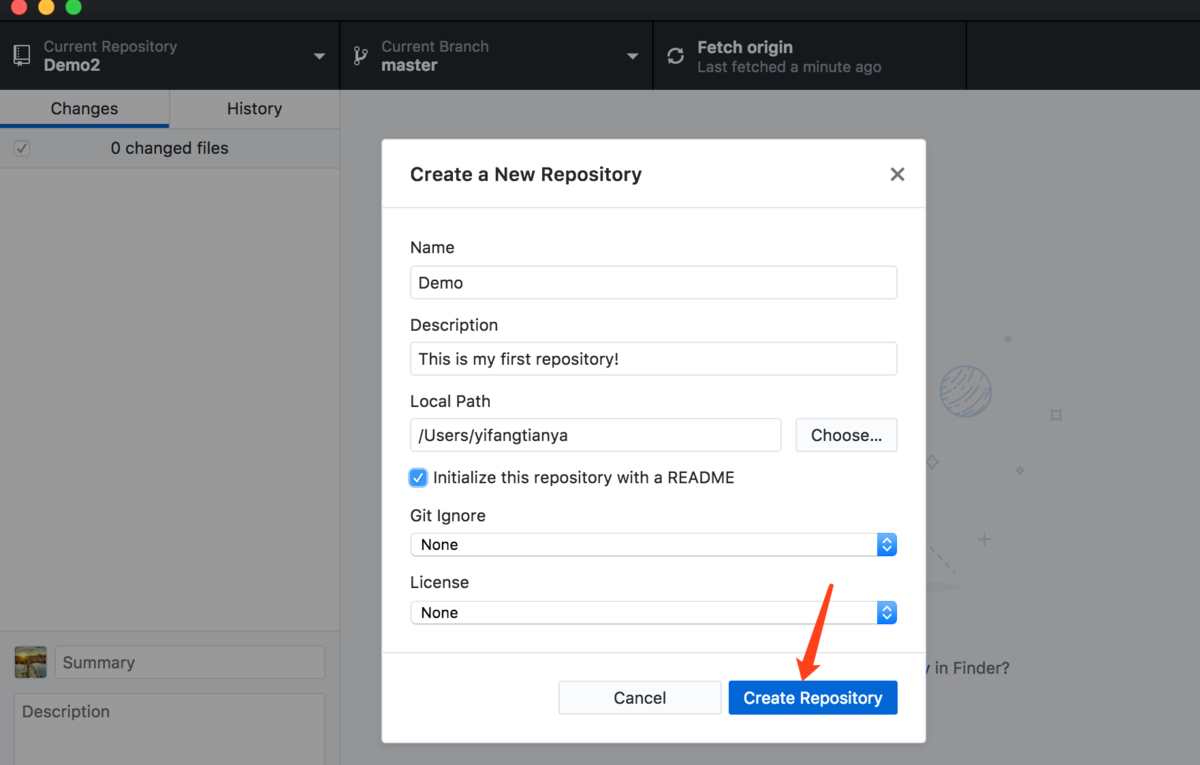 Current Repository
Demo2
Current Branch
master
Fetch origin
Last fetched a minute ago
Changes
History
0 changed files
Create a New Repository
Name
Demo
Description
This is my first repository!
Local Path
/Users/yifangtianya
Choose...
Initialize this repository with a README
Git Ignore
None
License
None
Cancel
Create Repository
in Finder?
Summary
Description